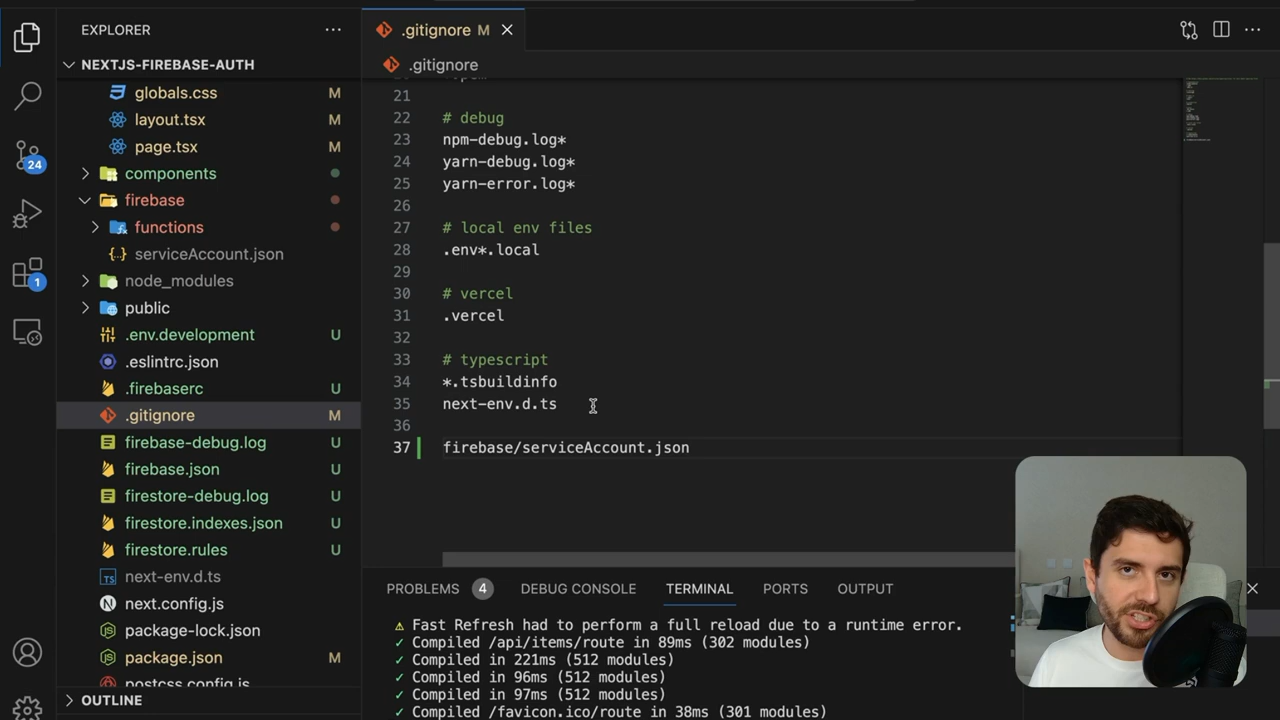 EXPLORER
NEXTJS-FIREBASE-AUTH
globals.css M
layout.tsx M
page.tsx M
components
firebase
functions
serviceAccount.json
node_modules
public
.env.development U
.eslintrc.json
.firebaserc U
.gitignore M
firebase-debug.log U
firebase.json U
firestore-debug.log U
firestore.indexes.json U
firestore.rules U
next-env.d.ts
next.config.js
package-lock.json
package.json M
postcss.config.js
OUTLINE
24
1
.gitignore M
.gitignore
21
22 # debug
23 npm-debug.log*
24 yarn-debug.log*
25 yarn-error.log*
26
27 # local env files
28 .env*.local
29
30 # vercel
31 .vercel
32
33 # typescript
34 *.tsbuildinfo
35 next-env.d.ts
36
37 firebase/serviceAccount.json
PROBLEMS 4 DEBUG CONSOLE TERMINAL PORTS OUTPUT
⚠ Fast Refresh had to perform a full reload due to a runtime error.
✓ Compiled /api/items/route in 89ms (302 modules)
✓ Compiled in 221ms (512 modules)
✓ Compiled in 96ms (512 modules)
✓ Compiled in 97ms (512 modules)
✓ Compiled /favicon.ico/route in 38ms (301 modules)